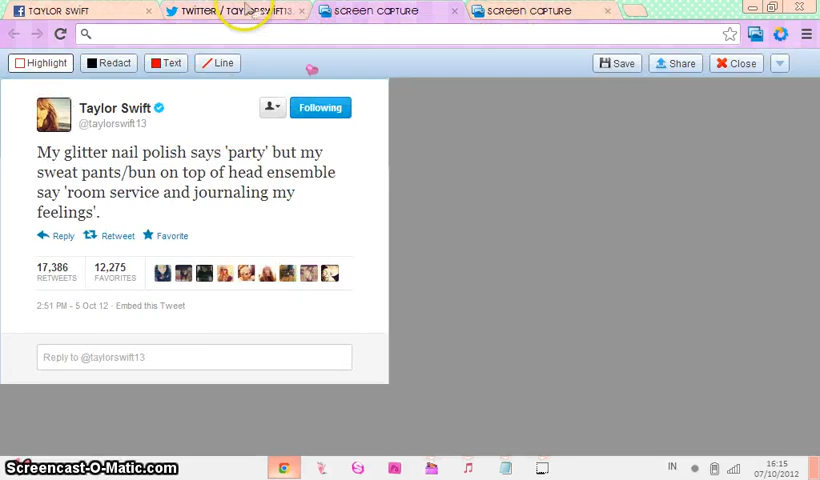 TAYLOR SWIFT
TWITTER / TAYLORSWIFT13
SCREEN CAPTURE
SCREEN CAPTURE
Highlight
Redact
Text
Line
Save
Share
Close
Taylor Swift
@taylorswift13
Following
My glitter nail polish says 'party' but my
sweat pants/bun on top of head ensemble
say 'room service and journaling my
feelings'.
Reply
Retweet
Favorite
17,386
RETWEETS
12,275
FAVORITES
2:51 PM - 5 Oct 12 · Embed this Tweet
Reply to @taylorswift13
Screencast-O-Matic.com
IN
16:15
07/10/2012